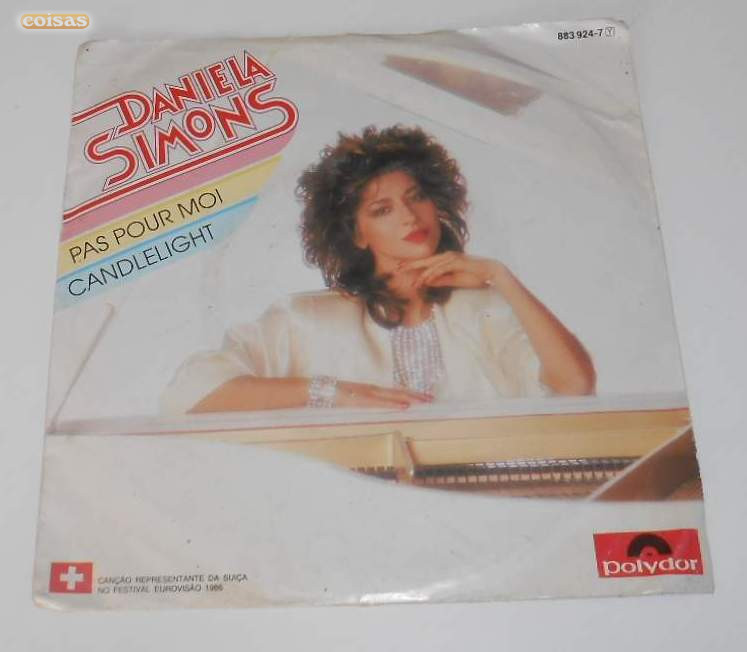 coisas
883 924-7 Y
DANIELA
SIMONS
PAS POUR MOI
CANDLELIGHT
polydor
CANÇÃO REPRESENTANTE DA SUIÇA
NO FESTIVAL EUROVISÃO 1986